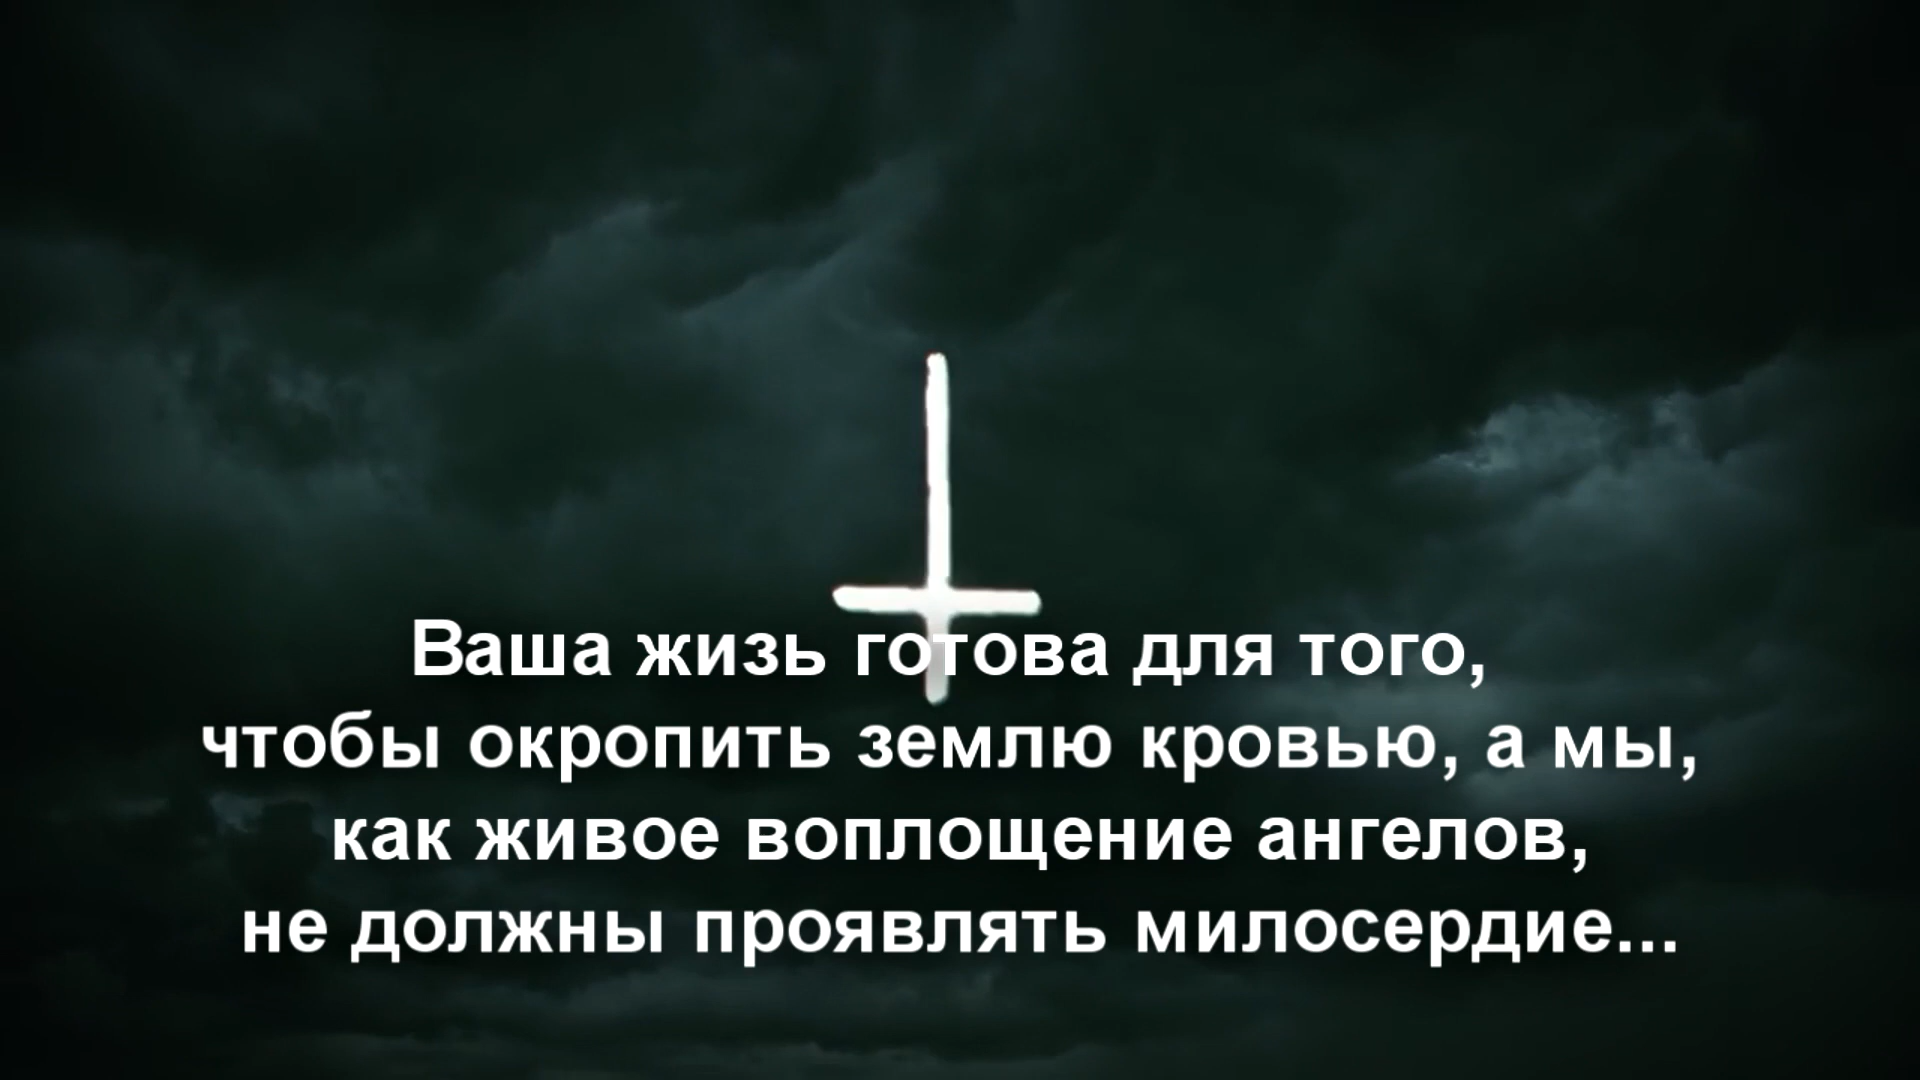 Ваша жизь готова для того,
чтобы окропить землю кровью, а мы,
как живое воплощение ангелов,
не должны проявлять милосердие...